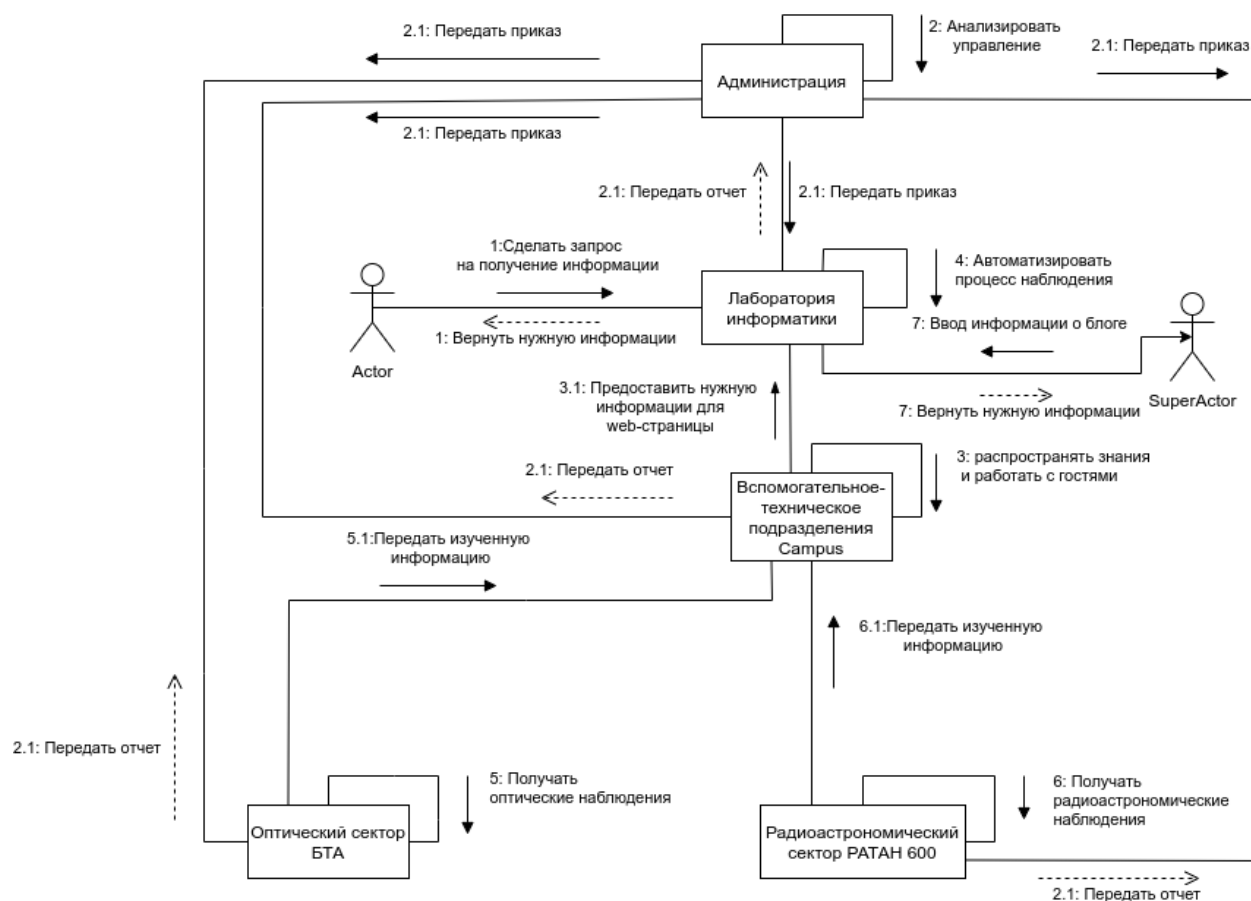 2.1: Передать приказ
2: Анализировать
управление
2.1: Передать приказ
Администрация
2.1: Передать приказ
2.1: Передать отчет
2.1: Передать приказ
1:Сделать запрос
на получение информации
4: Автоматизировать
процесс наблюдения
Лаборатория
информатики
7: Ввод информации о блоге
1: Вернуть нужную информации
Actor
3.1: Предоставить нужную
информации для
web-страницы
7: Вернуть нужную информации
SuperActor
2.1: Передать отчет
3: распространять знания
и работать с гостями
Вспомогательное-
техническое
подразделения
Campus
5.1:Передать изученную
информацию
6.1:Передать изученную
информацию
2.1: Передать отчет
5: Получать
оптические наблюдения
6: Получать
радиоастрономические
наблюдения
Оптический сектор
БТА
Радиоастрономический
сектор РАТАН 600
2.1: Передать отчет